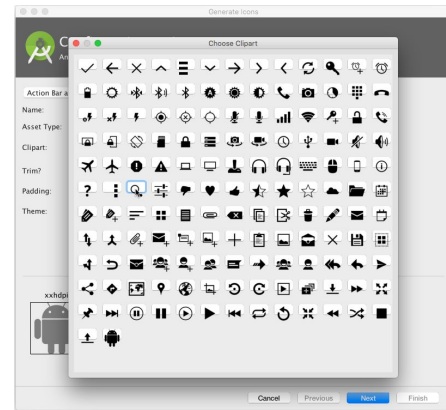 Generate Icons
Choose Clipart
Action Bar a
Name:
Asset Type:
Clipart:
Trim?
Padding:
Theme:
xxhdpi
Cancel
Previous
Next
Finish